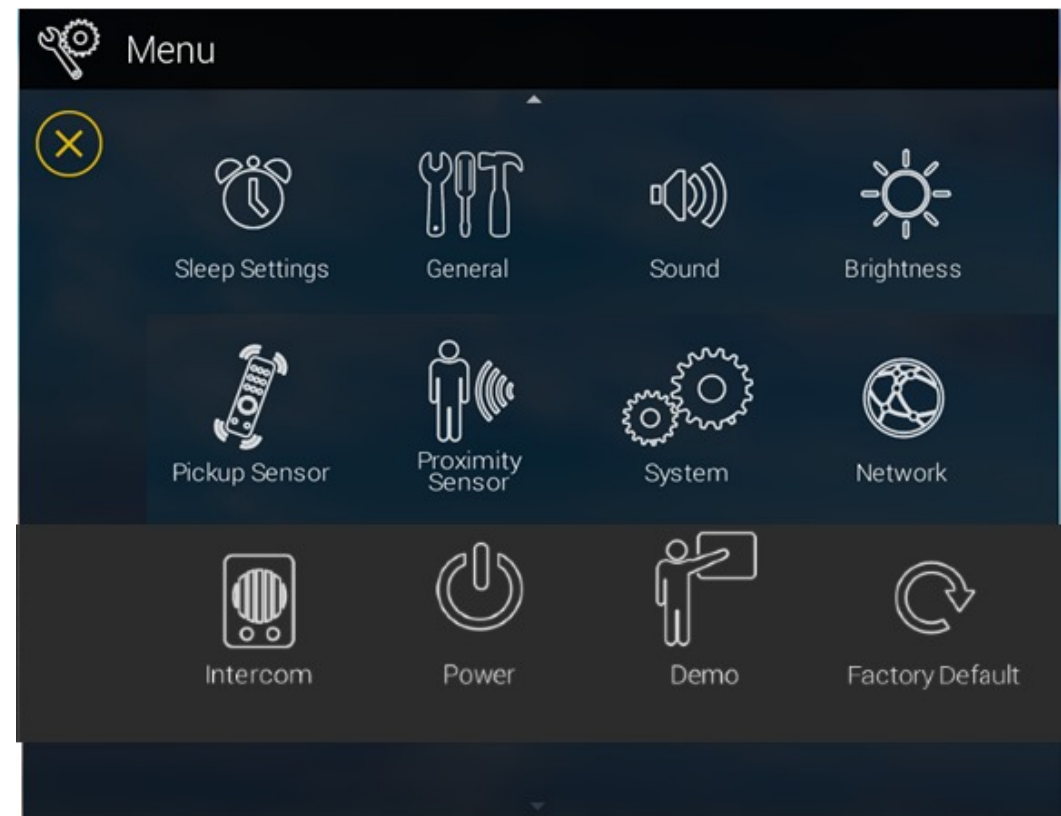 Menu
Sleep Settings
General
Sound
Brightness
Pickup Sensor
Proximity
Sensor
System
Network
Intercom
Power
Demo
Factory Default